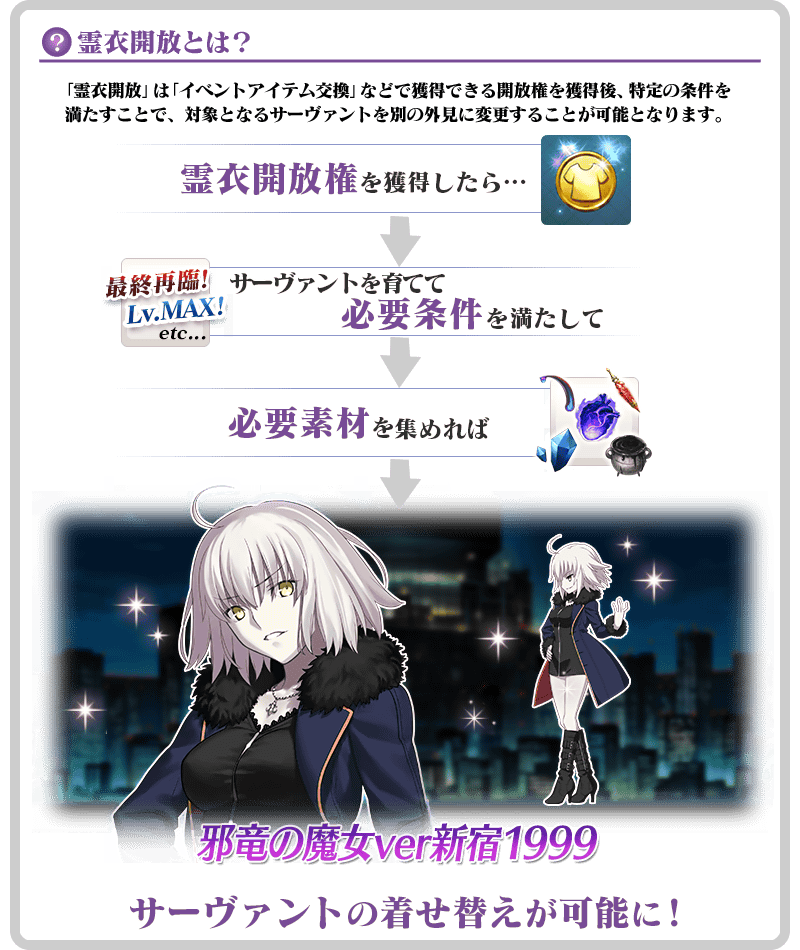 ?霊衣開放とは？
「霊衣開放」は「イベントアイテム交換」などで獲得できる開放権を獲得後、特定の条件を
満たすことで、対象となるサーヴァントを別の外見に変更することが可能となります。
霊衣開放権を獲得したら…
最終再臨!
Lv.MAX!
etc...
サーヴァントを育てて
必要条件を満たして
必要素材を集めれば
邪竜の魔女ver新宿1999
サーヴァントの着せ替えが可能に！